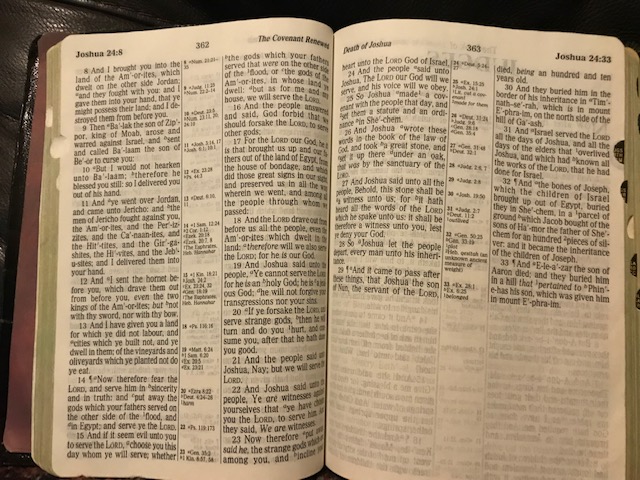 Joshua 24:8
362
The Covenant Renewed
8 And I brought you into the
land of the Am´-or-ites, which
dwelt on the other side Jordan;
and they fought with you: and I
gave them into your hand, that ye
might possess their land; and I de-
stroyed them from before you.
9 Then Ba´-lak the son of Zip´-
por, king of Moab, arose and
warred against Israel, and sent
and called Ba´-laam the son of
Be´-or to curse you:
10 But I would not hearken
unto Ba´-laam; therefore he
blessed you still: so I delivered you
out of his hand.
11 And ye went over Jordan,
and came unto Jericho: and the
men of Jericho fought against you,
the Am´-or-ites, and the Per´-iz-
zites, and the Ca´-naan-ites, and
the Hit´-tites, and the Gir´-ga-
shites, the Hi´-vites, and the Jeb´-
u-sites; and I delivered them into
your hand.
12 And I sent the hornet be-
fore you, which drave them out
from before you, even the two
kings of the Am´-or-ites; but not
with thy sword, nor with thy bow.
13 And I have given you a land
for which ye did not labour, and
cities which ye built not, and ye
dwell in them; of the vineyards and
oliveyards which ye planted not do
ye eat.
14 ¶ Now therefore fear the
LORD, and serve him in sincerity
and in truth: and put away the
gods which your fathers served
on the other side of the flood, and
in Egypt; and serve ye the LORD.
15 And if it seem evil unto you
to serve the LORD, choose you this
day whom ye will serve; whether
the gods which your fathers
served that were on the other side
of the flood, or the gods of the
Am´-or-ites, in whose land ye
dwell: but as for me and my
house, we will serve the LORD.
16 And the people answered
and said, God forbid that we
should forsake the LORD, to serve
other gods;
17 For the LORD our God, he it
is that brought us up and our fa-
thers out of the land of Egypt, from
the house of bondage, and which
did those great signs in our sight,
and preserved us in all the way
wherein we went, and among all
the people through whom we
passed:
18 And the LORD drave out from
before us all the people, even the
Am´-or-ites which dwelt in the
land: therefore will we also serve
the LORD; for he is our God.
19 And Joshua said unto the
people, Ye cannot serve the LORD:
for he is an holy God; he is a jeal-
ous God; he will not forgive your
transgressions nor your sins.
20 If ye forsake the LORD, and
serve strange gods, then he will
turn and do you hurt, and con-
sume you, after that he hath done
you good.
21 And the people said unto
Joshua, Nay; but we will serve the
LORD.
22 And Joshua said unto the
people, Ye are witnesses against
yourselves that ye have chosen
you the LORD, to serve him. And
they said, We are witnesses.
23 Now therefore put away,
said he, the strange gods which are
among you, and incline your
Death of Joshua
363
Joshua 24:33
heart unto the LORD God of Israel.
24 And the people said unto
Joshua, The LORD our God will we
serve, and his voice will we obey.
25 So Joshua made a cov-
enant with the people that day, and
set them a statute and an ordi-
nance in She´-chem.
26 And Joshua wrote these
words in the book of the law of
God, and took a great stone, and
set it up there under an oak,
that was by the sanctuary of the
LORD.
27 And Joshua said unto all the
people, Behold, this stone shall be
a witness unto us; for it hath
heard all the words of the LORD
which he spake unto us: it shall be
therefore a witness unto you, lest
ye deny your God.
28 So Joshua let the people
depart, every man unto his inheri-
tance.
29 ¶ And it came to pass after
these things, that Joshua the son
of Nun, the servant of the LORD,
died, being an hundred and ten
years old.
30 And they buried him in the
border of his inheritance in Tim´-
nath-se´-rah, which is in mount
E´-phra-im, on the north side of the
hill of Ga´-ash.
31 And Israel served the LORD
all the days of Joshua, and all the
days of the elders that overlived
Joshua, and which had known all
the works of the LORD, that he had
done for Israel.
32 ¶ And the bones of Joseph,
which the children of Israel
brought up out of Egypt, buried
they in She´-chem, in a parcel of
ground which Jacob bought of the
sons of Ha´-mor the father of She´-
chem for an hundred pieces of sil-
ver: and it became the inheritance
of the children of Joseph.
33 And E-le-a´-zar the son of
Aaron died; and they buried him
in a hill that pertained to Phin´-
e-has his son, which was given him
in mount E´-phra-im.